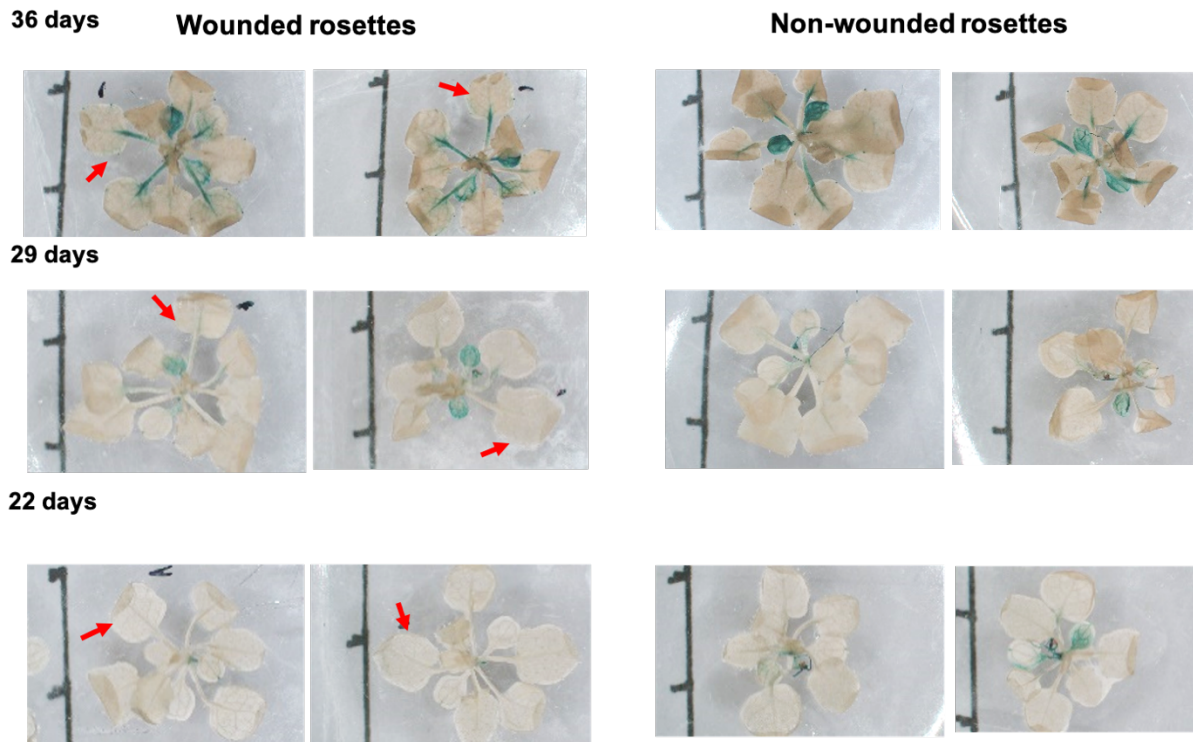 36 days
Wounded rosettes
Non-wounded rosettes
29 days
22 days